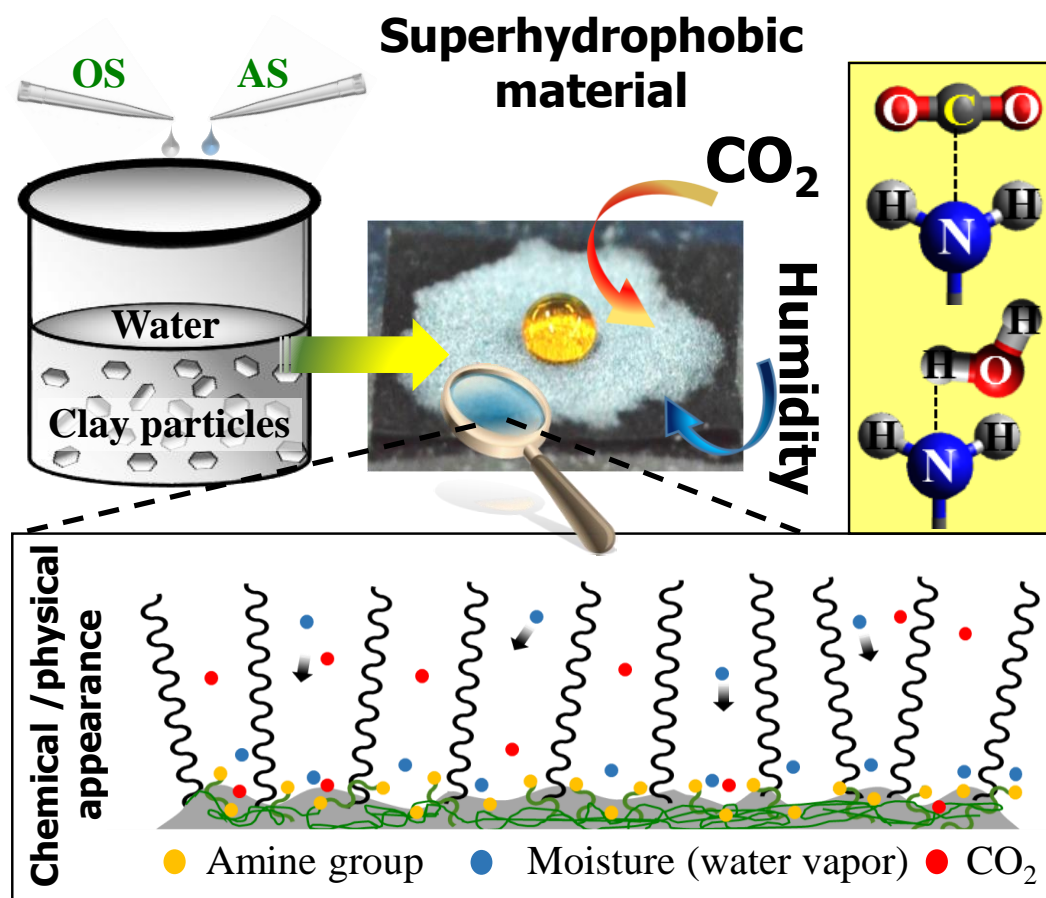 Superhydrophobic
material
OS
AS
CO₂
Humidity
Water
Clay particles
O C O
H H
N
H
H O
H H
N
Chemical /physical
appearance
Amine group
Moisture (water vapor)
CO₂